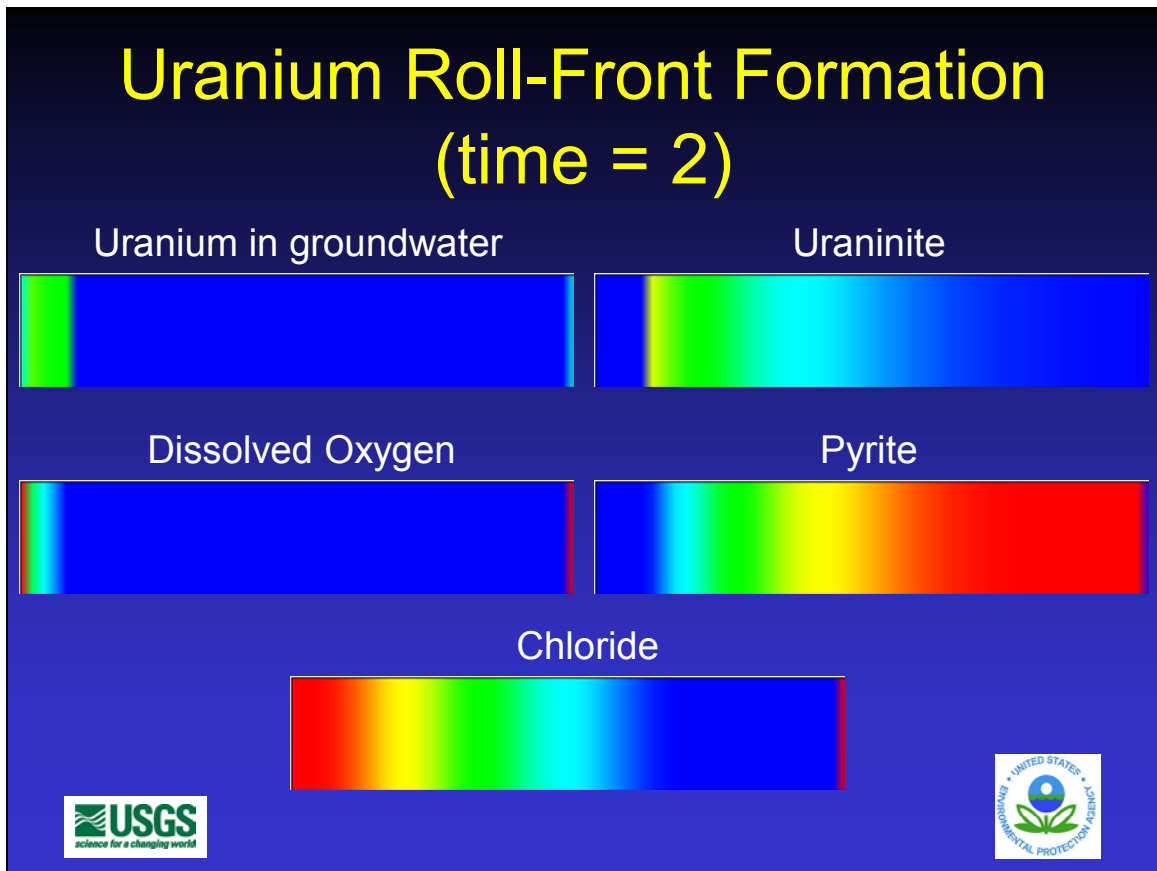 Uranium Roll-Front Formation
(time = 2)
Uranium in groundwater
Uraninite
Dissolved Oxygen
Pyrite
Chloride
USGS
science for a changing world
UNITED STATES
ENVIRONMENTAL PROTECTION AGENCY